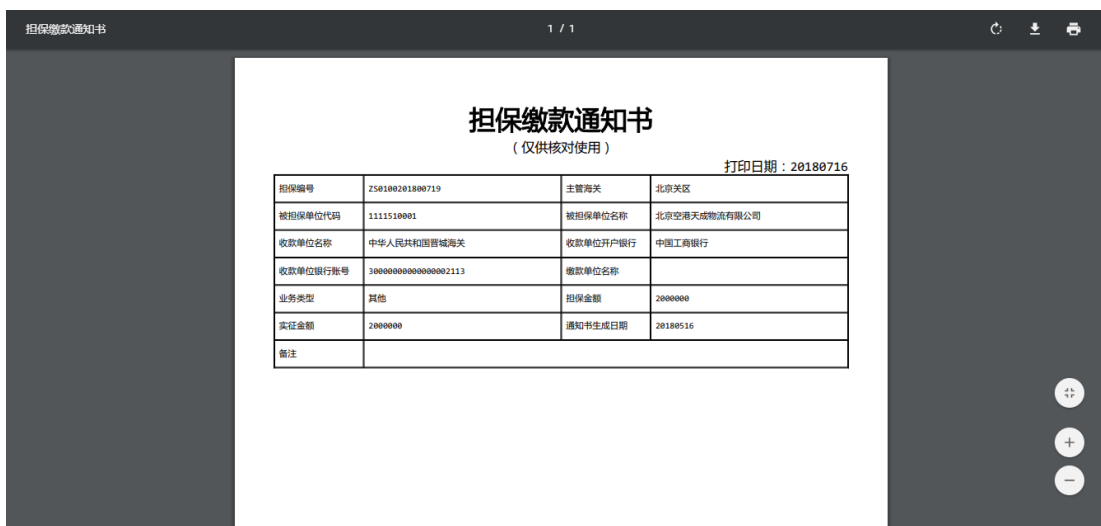 担保缴款通知书
1 / 1
担保缴款通知书
（仅供核对使用）
打印日期：20180716
担保编号 ZS0100201800719 主管海关 北京关区
被担保单位代码 1111510001 被担保单位名称 北京空港天成物流有限公司
收款单位名称 中华人民共和国晋城海关 收款单位开户银行 中国工商银行
收款单位银行账号 30000000000000002113 缴款单位名称
业务类型 其他 担保金额 2000000
实征金额 2000000 通知书生成日期 20180516
备注